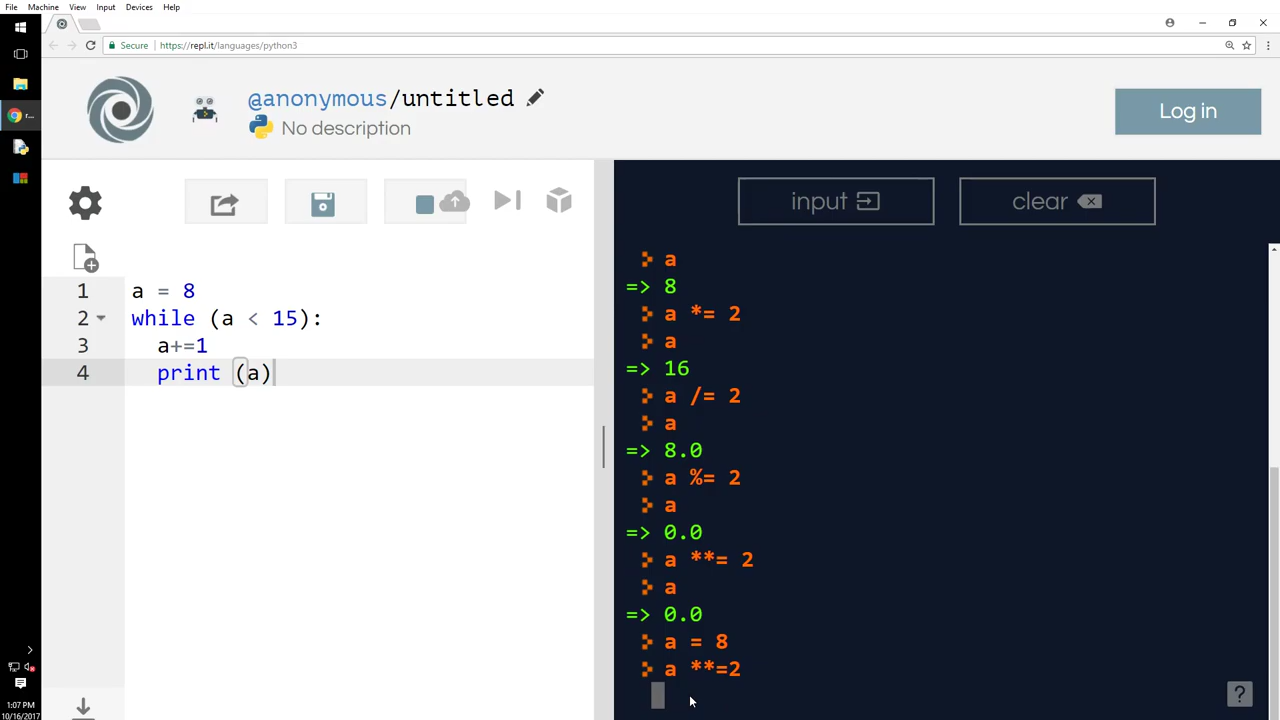 File Machine View Input Devices Help
Secure https://repl.it/languages/python3
@anonymous/untitled
No description
Log in
input
clear
1 a = 8
2 while (a < 15):
3 a+=1
4 print (a)
a
=> 8
a *= 2
a
=> 16
a /= 2
a
=> 8.0
a %= 2
a
=> 0.0
a **= 2
a
=> 0.0
a = 8
a **=2
?
r...
1:07 PM
10/16/2017